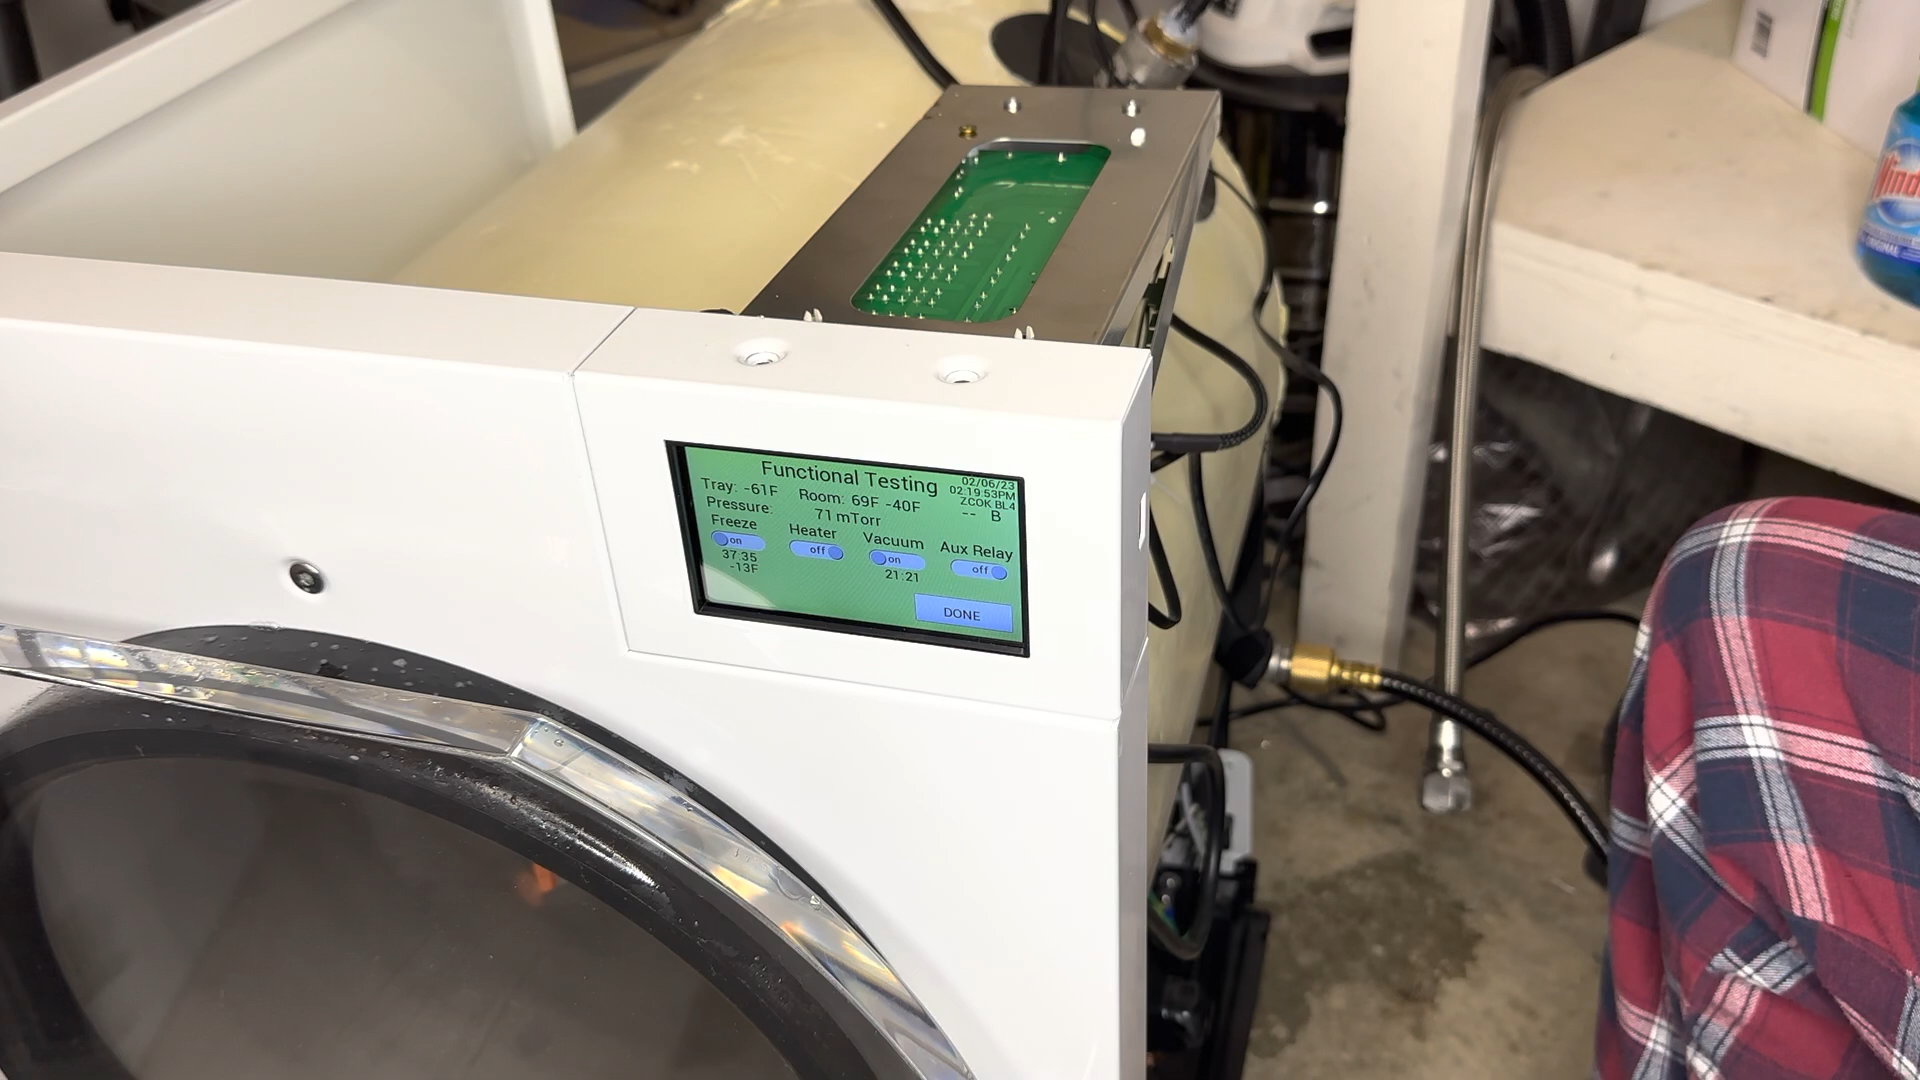 Functional Testing
02/06/23
02:19:53PM
Tray: -61F Room: 69F -40F
ZCOK BL4
Pressure: 71 mTorr
-- B
Freeze Heater Vacuum Aux Relay
on off on off
37:35 21:21
-13F
DONE